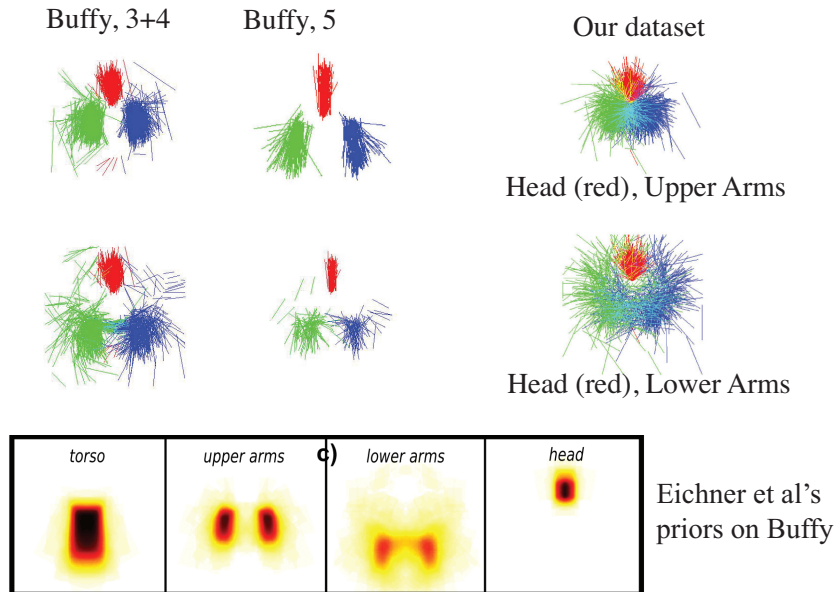 Buffy, 3+4
Buffy, 5
Our dataset
Head (red), Upper Arms
Head (red), Lower Arms
torso
upper arms
c)
lower arms
head
Eichner et al's
priors on Buffy